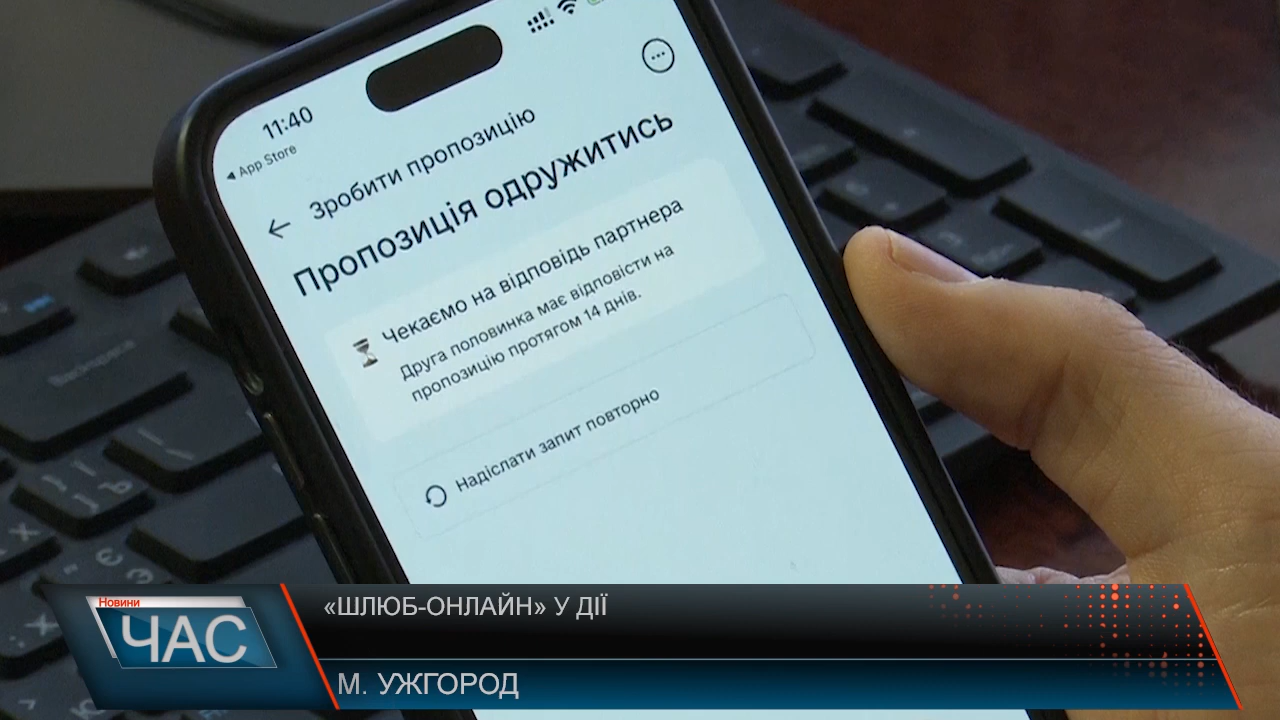 11:40
App Store
Зробити пропозицію
Пропозиція одружитись
Чекаємо на відповідь партнера
Друга половинка має відповісти на
пропозицію протягом 14 днів.
Надіслати запит повторно
Backspace
Новини
ЧАС
«ШЛЮБ-ОНЛАЙН» У ДІЇ
М. УЖГОРОД